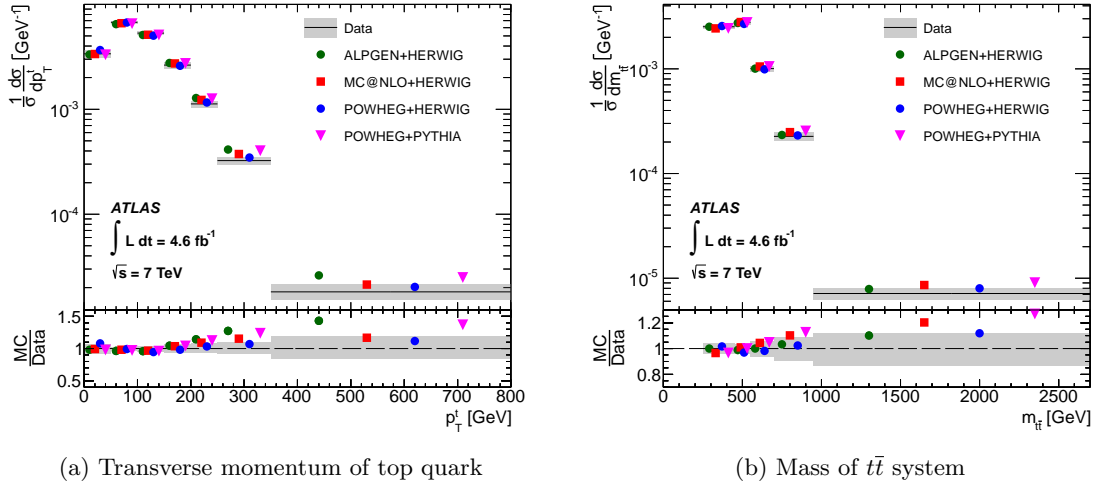 1/σ dσ/dp_T^t [GeV⁻¹]
10⁻³
10⁻⁴
Data
ALPGEN+HERWIG
MC@NLO+HERWIG
POWHEG+HERWIG
POWHEG+PYTHIA
ATLAS
∫ L dt = 4.6 fb⁻¹
√s = 7 TeV
MC/Data
1.5
1
0.5
0 100 200 300 400 500 600 700 800
p_T^t [GeV]
(a) Transverse momentum of top quark
1/σ dσ/dm_tt̄ [GeV⁻¹]
10⁻³
10⁻⁴
10⁻⁵
Data
ALPGEN+HERWIG
MC@NLO+HERWIG
POWHEG+HERWIG
POWHEG+PYTHIA
ATLAS
∫ L dt = 4.6 fb⁻¹
√s = 7 TeV
MC/Data
1.2
1.0
0.8
0 500 1000 1500 2000 2500
m_tt̄ [GeV]
(b) Mass of tt̄ system